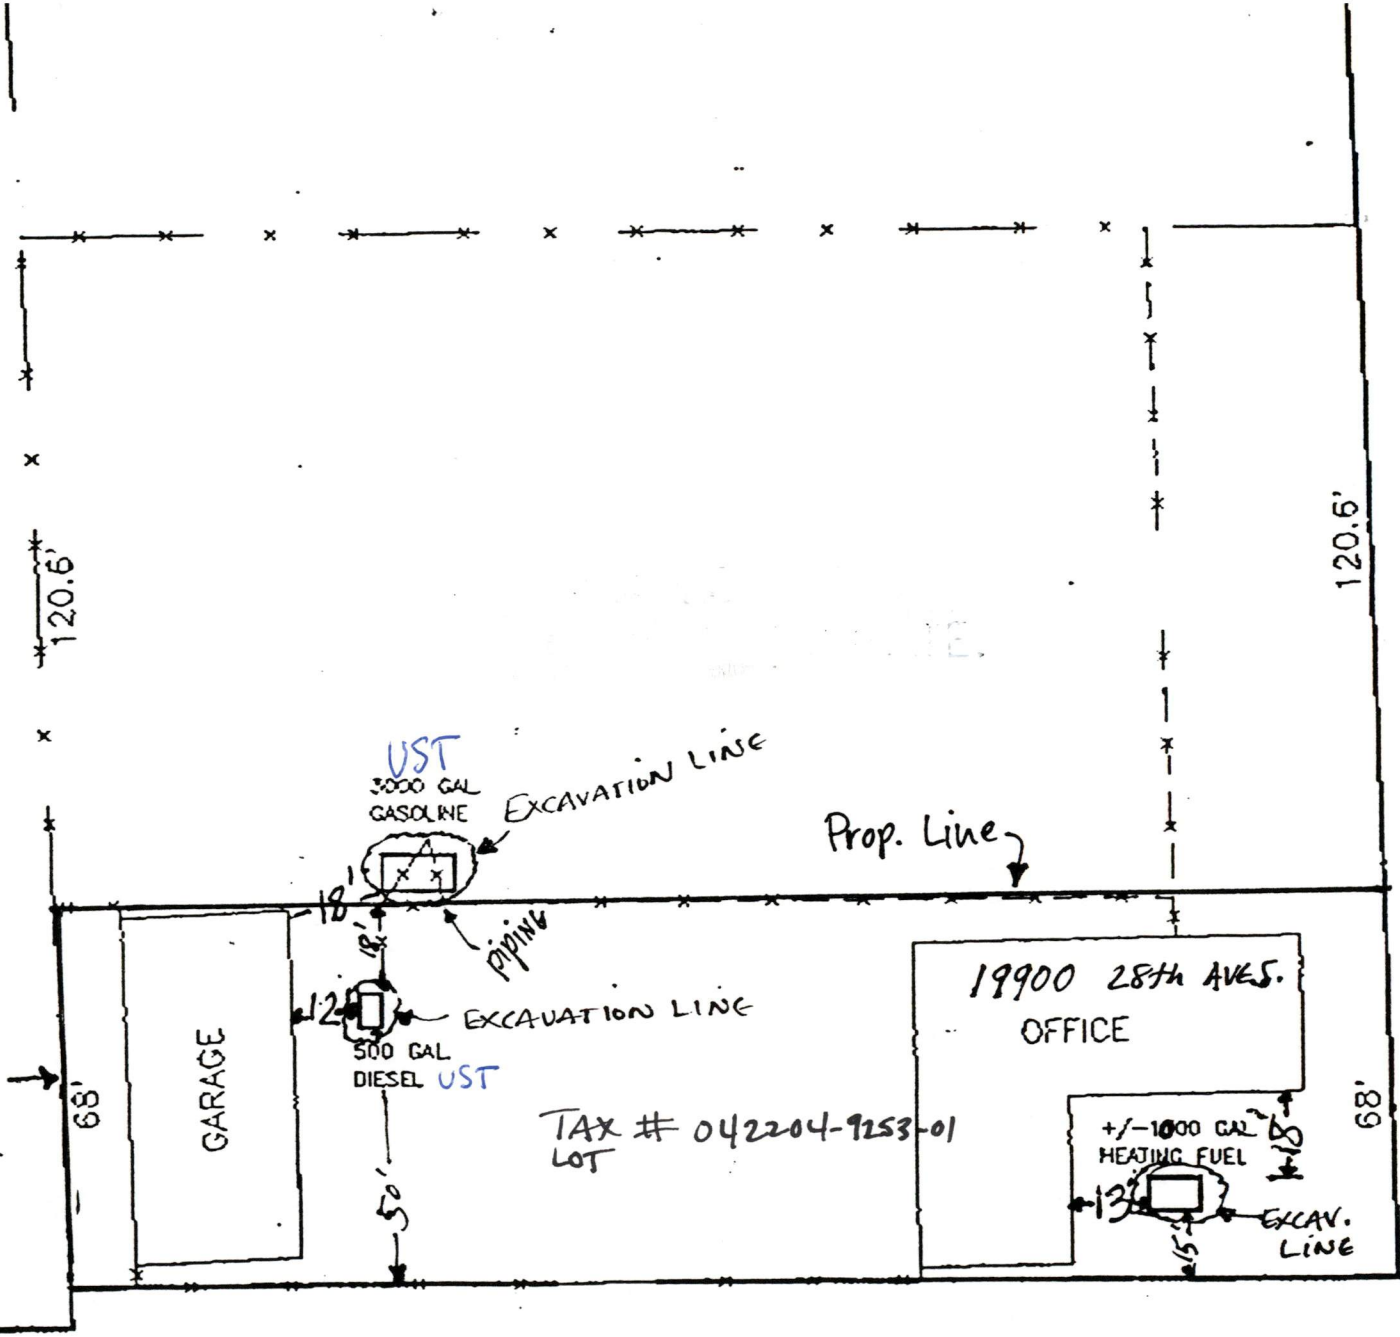 120.6'
120.6'
UST
3000 GAL
GASOLINE
EXCAVATION LINE
Prop. Line
18'
18'
PIPING
12'
EXCAVATION LINE
500 GAL
DIESEL UST
GARAGE
68'
50'
TAX # 042204-9253-01
LOT
19900 28th AVE S.
OFFICE
68'
+/-1000 GAL
HEATING FUEL
18'
13'
15'
EXCAV.
LINE